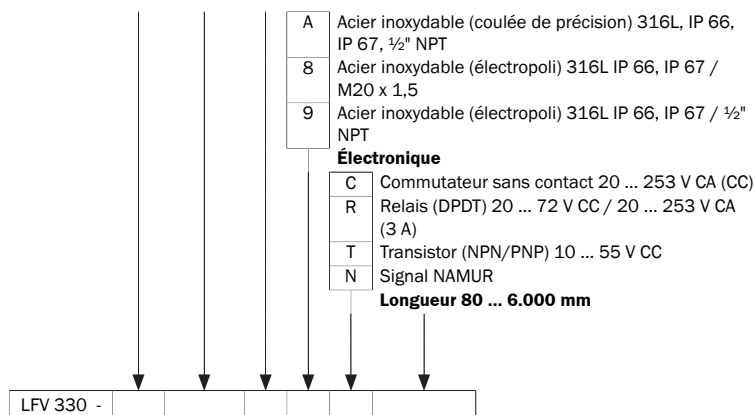 A Acier inoxydable (coulée de précision) 316L, IP 66,
IP 67, ½" NPT
8 Acier inoxydable (électropoli) 316L IP 66, IP 67 /
M20 x 1,5
9 Acier inoxydable (électropoli) 316L IP 66, IP 67 / ½"
NPT
Électronique
C Commutateur sans contact 20 ... 253 V CA (CC)
R Relais (DPDT) 20 ... 72 V CC / 20 ... 253 V CA
(3 A)
T Transistor (NPN/PNP) 10 ... 55 V CC
N Signal NAMUR
Longueur 80 ... 6.000 mm
LFV 330 -